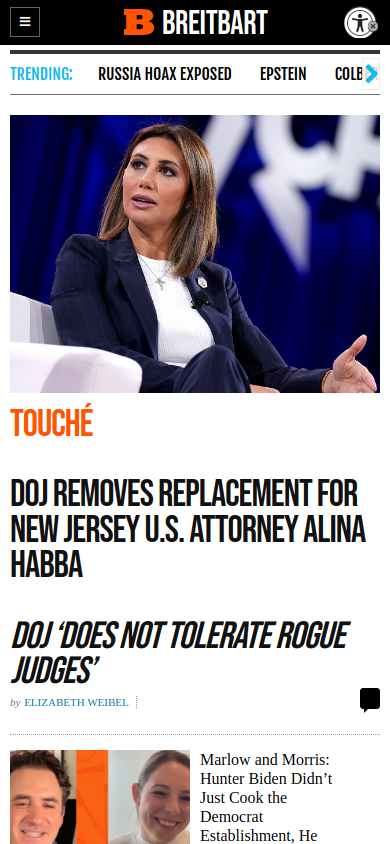 BREITBART
TRENDING:
RUSSIA HOAX EXPOSED
EPSTEIN
COLB
TOUCHÉ
DOJ REMOVES REPLACEMENT FOR
NEW JERSEY U.S. ATTORNEY ALINA
HABBA
DOJ ‘DOES NOT TOLERATE ROGUE
JUDGES’
by ELIZABETH WEIBEL
Marlow and Morris:
Hunter Biden Didn’t
Just Cook the
Democrat
Establishment, He